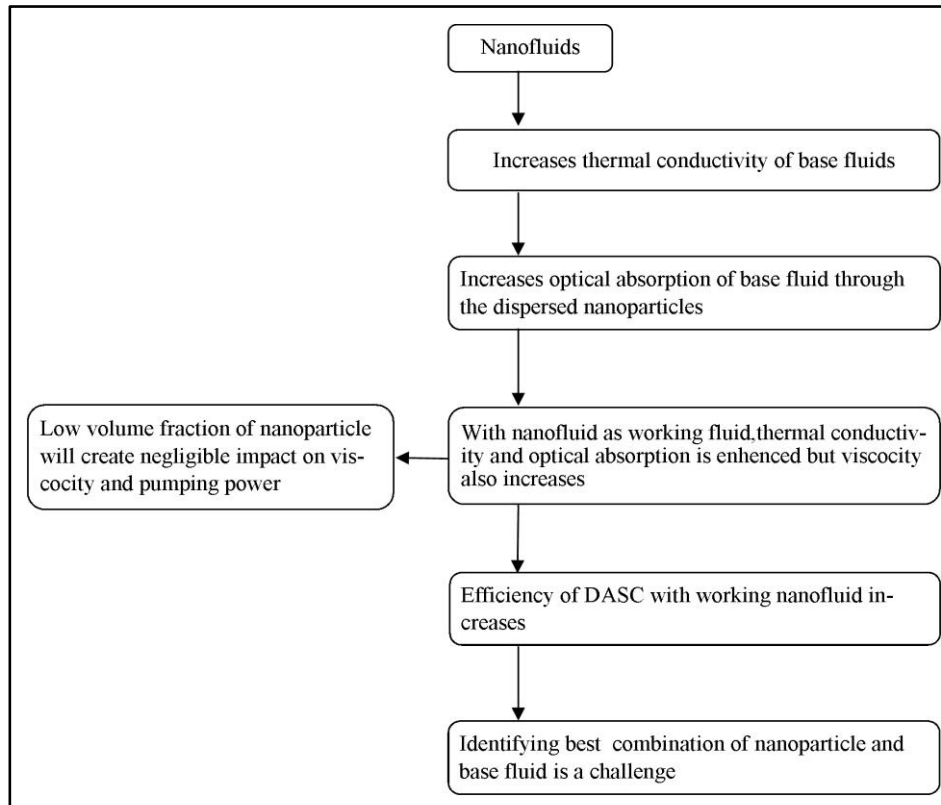 Nanofluids
Increases thermal conductivity of base fluids
Increases optical absorption of base fluid through
the dispersed nanoparticles
Low volume fraction of nanoparticle
will create negligible impact on vis-
cocity and pumping power
With nanofluid as working fluid,thermal conductiv-
ity and optical absorption is enhenced but viscocity
also increases
Efficiency of DASC with working nanofluid in-
creases
Identifying best combination of nanoparticle and
base fluid is a challenge